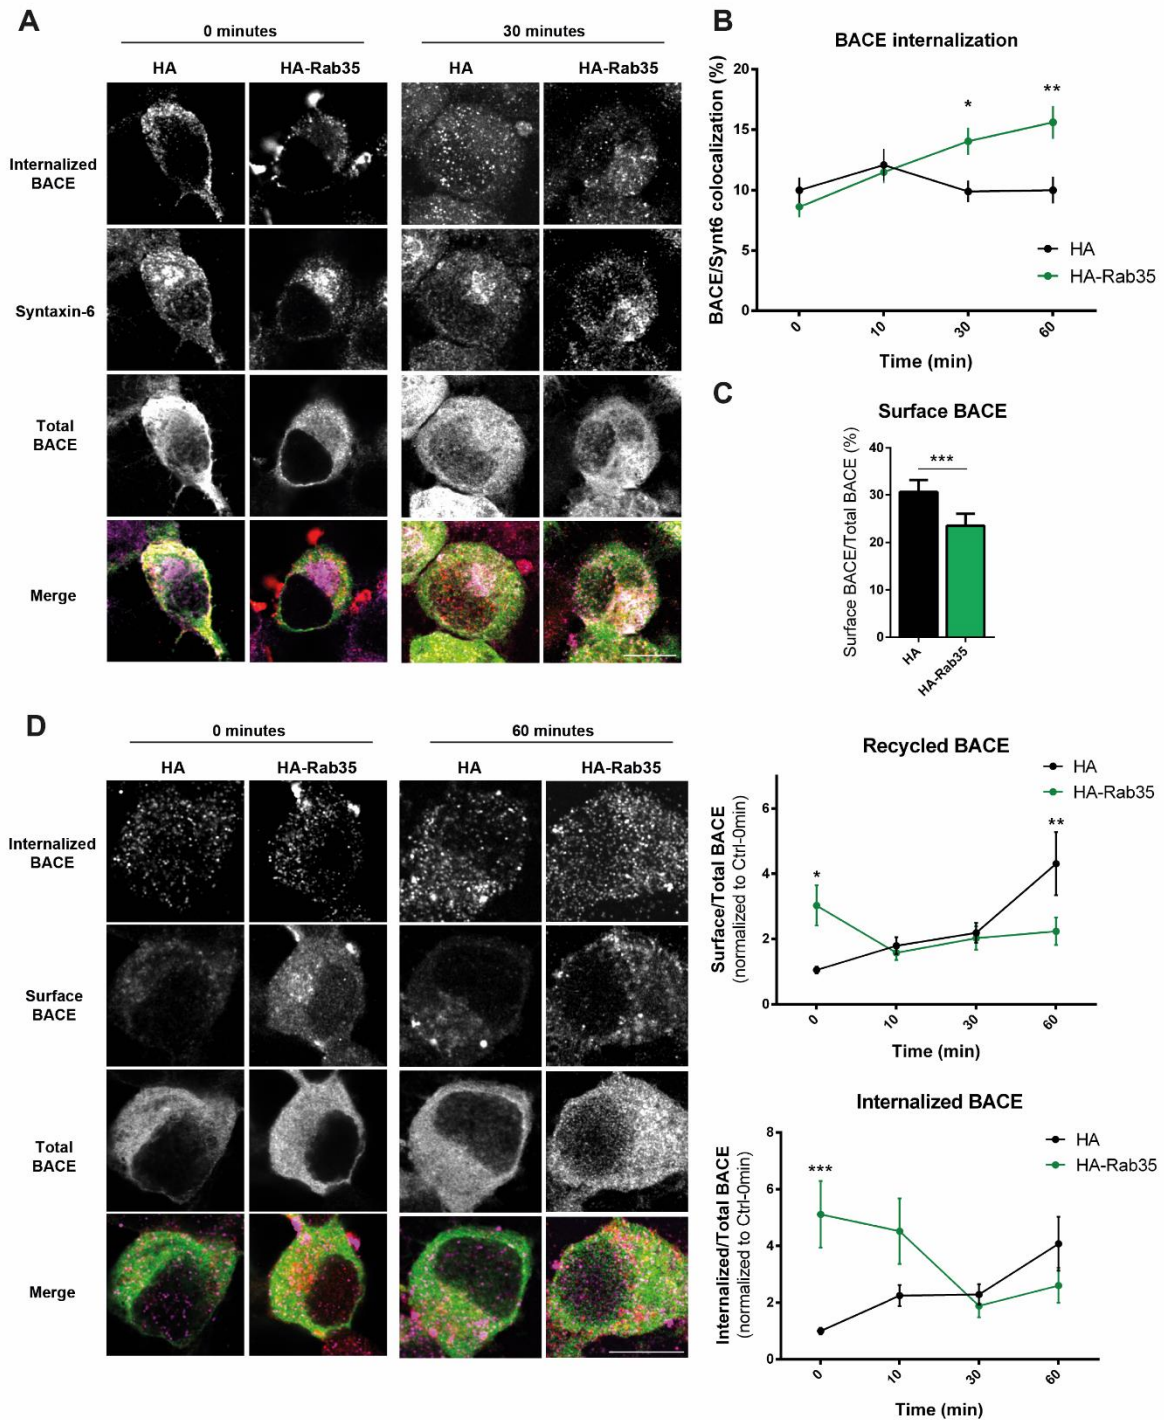 A
0 minutes
30 minutes
HA
HA-Rab35
HA
HA-Rab35
Internalized
BACE
Syntaxin-6
Total
BACE
Merge
B
BACE internalization
BACE/Synt6 colocalization (%)
20
15
10
5
0
*
**
HA
HA-Rab35
0
10
30
60
Time (min)
C
Surface BACE
Surface BACE/Total BACE (%)
40
30
20
10
0
***
HA
HA-Rab35
D
0 minutes
60 minutes
HA
HA-Rab35
HA
HA-Rab35
Internalized
BACE
Surface
BACE
Total
BACE
Merge
Recycled BACE
HA
HA-Rab35
Surface/Total BACE
(normalized to Ctrl-0min)
6
4
2
0
*
**
0
10
30
60
Time (min)
Internalized BACE
HA
HA-Rab35
Internalized/Total BACE
(normalized to Ctrl-0min)
8
6
4
2
0
***
0
10
30
60
Time (min)